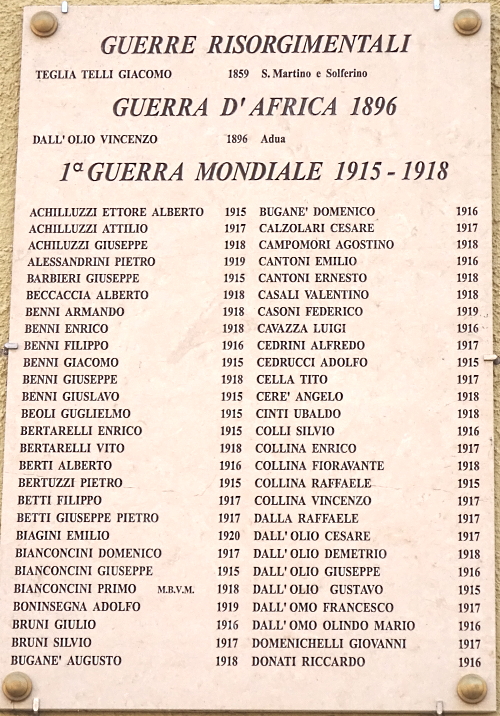 GUERRE RISORGIMENTALI
TEGLIA TELLI GIACOMO 1859 S. Martino e Solferino
GUERRA D'AFRICA 1896
DALL'OLIO VINCENZO 1896 Adua
1ª GUERRA MONDIALE 1915 - 1918
ACHILLUZZI ETTORE ALBERTO 1915 BUGANE' DOMENICO 1916
ACHILLUZZI ATTILIO 1917 CALZOLARI CESARE 1917
ACHILUZZI GIUSEPPE 1918 CAMPOMORI AGOSTINO 1918
ALESSANDRINI PIETRO 1919 CANTONI EMILIO 1916
BARBIERI GIUSEPPE 1915 CANTONI ERNESTO 1918
BECCACCIA ALBERTO 1918 CASALI VALENTINO 1918
BENNI ARMANDO 1918 CASONI FEDERICO 1919
BENNI ENRICO 1918 CAVAZZA LUIGI 1916
BENNI FILIPPO 1916 CEDRINI ALFREDO 1917
BENNI GIACOMO 1915 CEDRUCCI ADOLFO 1915
BENNI GIUSEPPE 1918 CELLA TITO 1917
BENNI GIUSLAVO 1915 CERE' ANGELO 1918
BEOLI GUGLIELMO 1915 CINTI UBALDO 1918
BERTARELLI ENRICO 1915 COLLI SILVIO 1916
BERTARELLI VITO 1918 COLLINA ENRICO 1917
BERTI ALBERTO 1916 COLLINA FIORAVANTE 1918
BERTUZZI PIETRO 1915 COLLINA RAFFAELE 1915
BETTI FILIPPO 1917 COLLINA VINCENZO 1917
BETTI GIUSEPPE PIETRO 1917 DALLA RAFFAELE 1917
BIAGINI EMILIO 1920 DALL'OLIO CESARE 1917
BIANCONCINI DOMENICO 1917 DALL'OLIO DEMETRIO 1918
BIANCONCINI GIUSEPPE 1915 DALL'OLIO GIUSEPPE 1916
BIANCONCINI PRIMO M.B.V.M. 1918 DALL'OLIO GUSTAVO 1915
BONINSEGNA ADOLFO 1919 DALL'OMO FRANCESCO 1917
BRUNI GIULIO 1916 DALL'OMO OLINDO MARIO 1916
BRUNI SILVIO 1917 DOMENICHELLI GIOVANNI 1917
BUGANE' AUGUSTO 1918 DONATI RICCARDO 1916